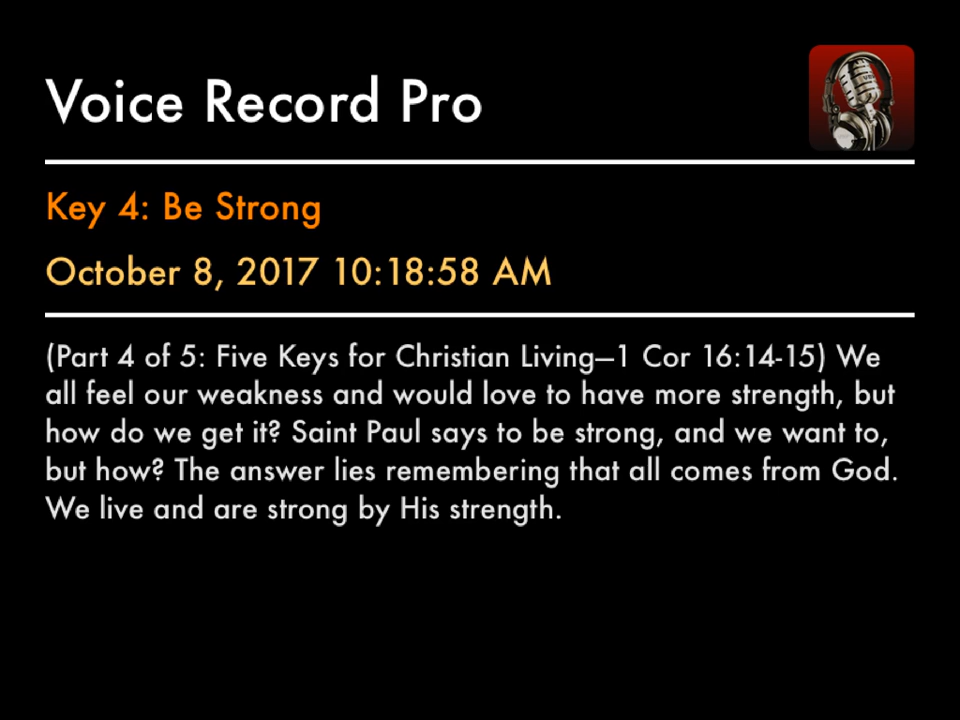 Voice Record Pro
Key 4: Be Strong
October 8, 2017 10:18:58 AM
(Part 4 of 5: Five Keys for Christian Living—1 Cor 16:14-15) We
all feel our weakness and would love to have more strength, but
how do we get it? Saint Paul says to be strong, and we want to,
but how? The answer lies remembering that all comes from God.
We live and are strong by His strength.